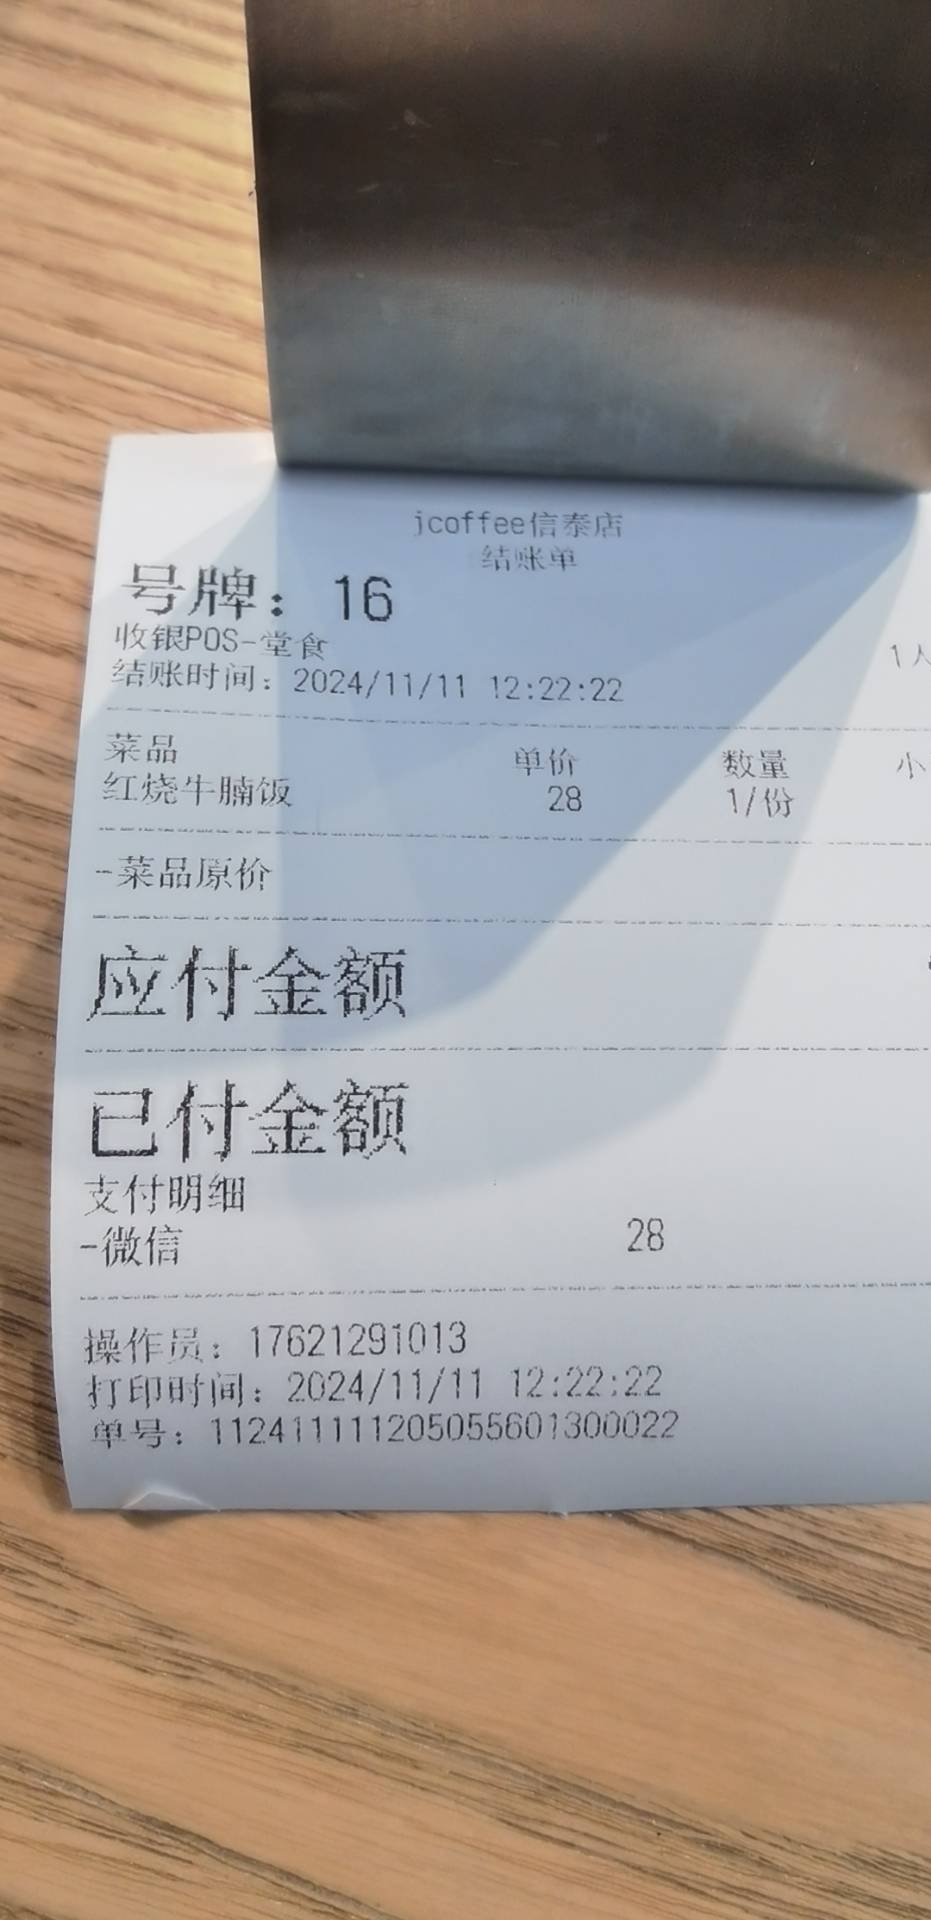 jcoffee信泰店
结账单
号牌：16
收银POS-堂食 1人
结账时间：2024/11/11 12:22:22
菜品 单价 数量 小
红烧牛腩饭 28 1/份
-菜品原价
应付金额
已付金额
支付明细
-微信 28
操作员：17621291013
打印时间：2024/11/11 12:22:22
单号：112411111205055601300022